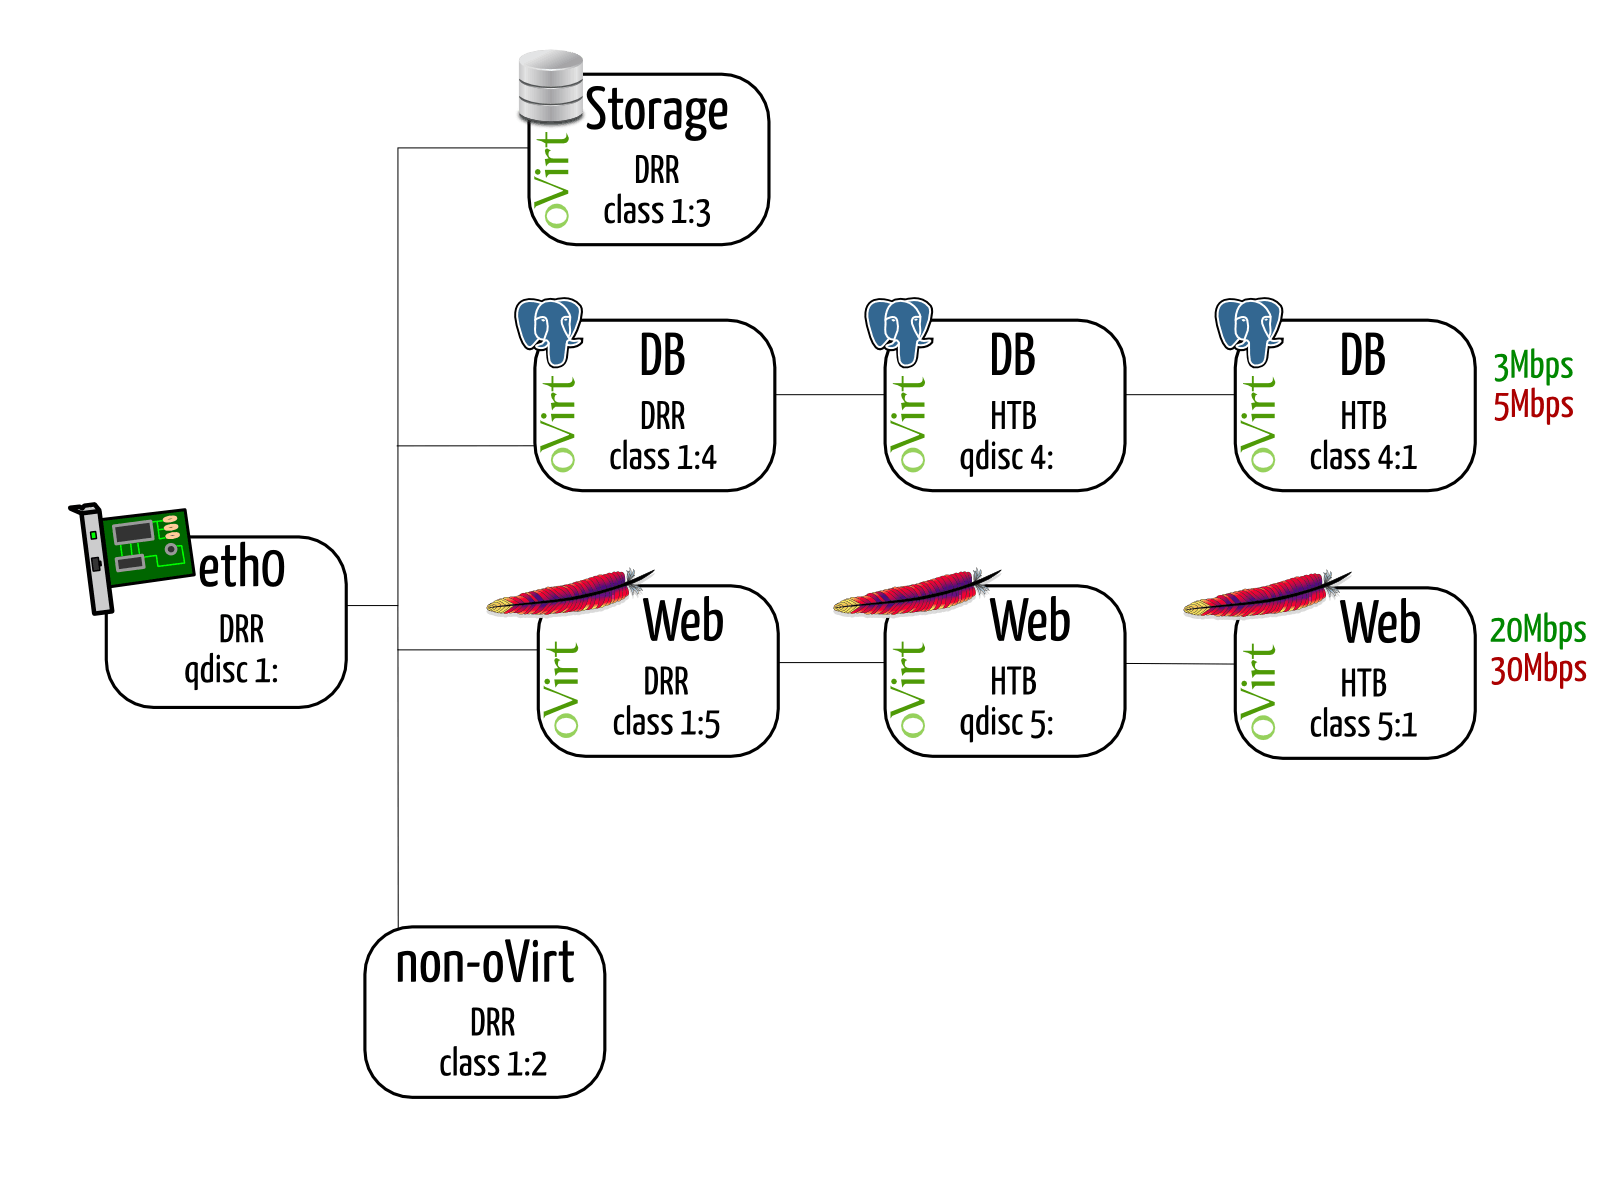 Storage
oVirt
DRR
class 1:3
DB
oVirt
DRR
class 1:4
DB
oVirt
HTB
qdisc 4:
DB
oVirt
HTB
class 4:1
3Mbps
5Mbps
eth0
DRR
qdisc 1:
Web
oVirt
DRR
class 1:5
Web
oVirt
HTB
qdisc 5:
Web
oVirt
HTB
class 5:1
20Mbps
30Mbps
non-oVirt
DRR
class 1:2